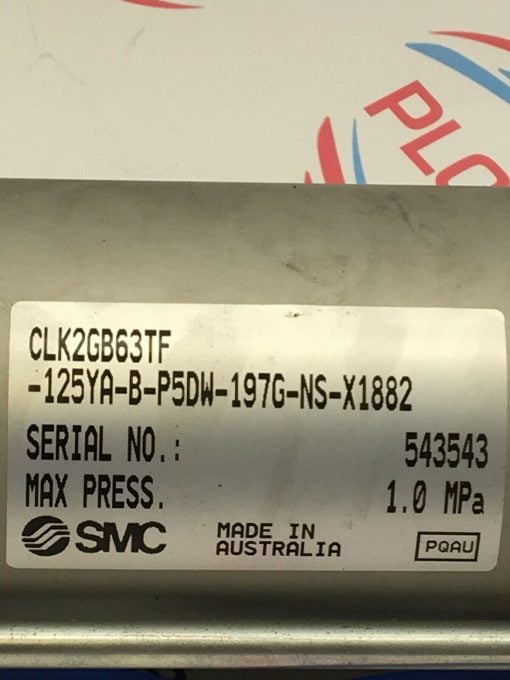 PLC
CLK2GB63TF
-125YA-B-P5DW-197G-NS-X1882
SERIAL NO.: 543543
MAX PRESS. 1.0 MPa
SMC MADE IN
AUSTRALIA PQAU